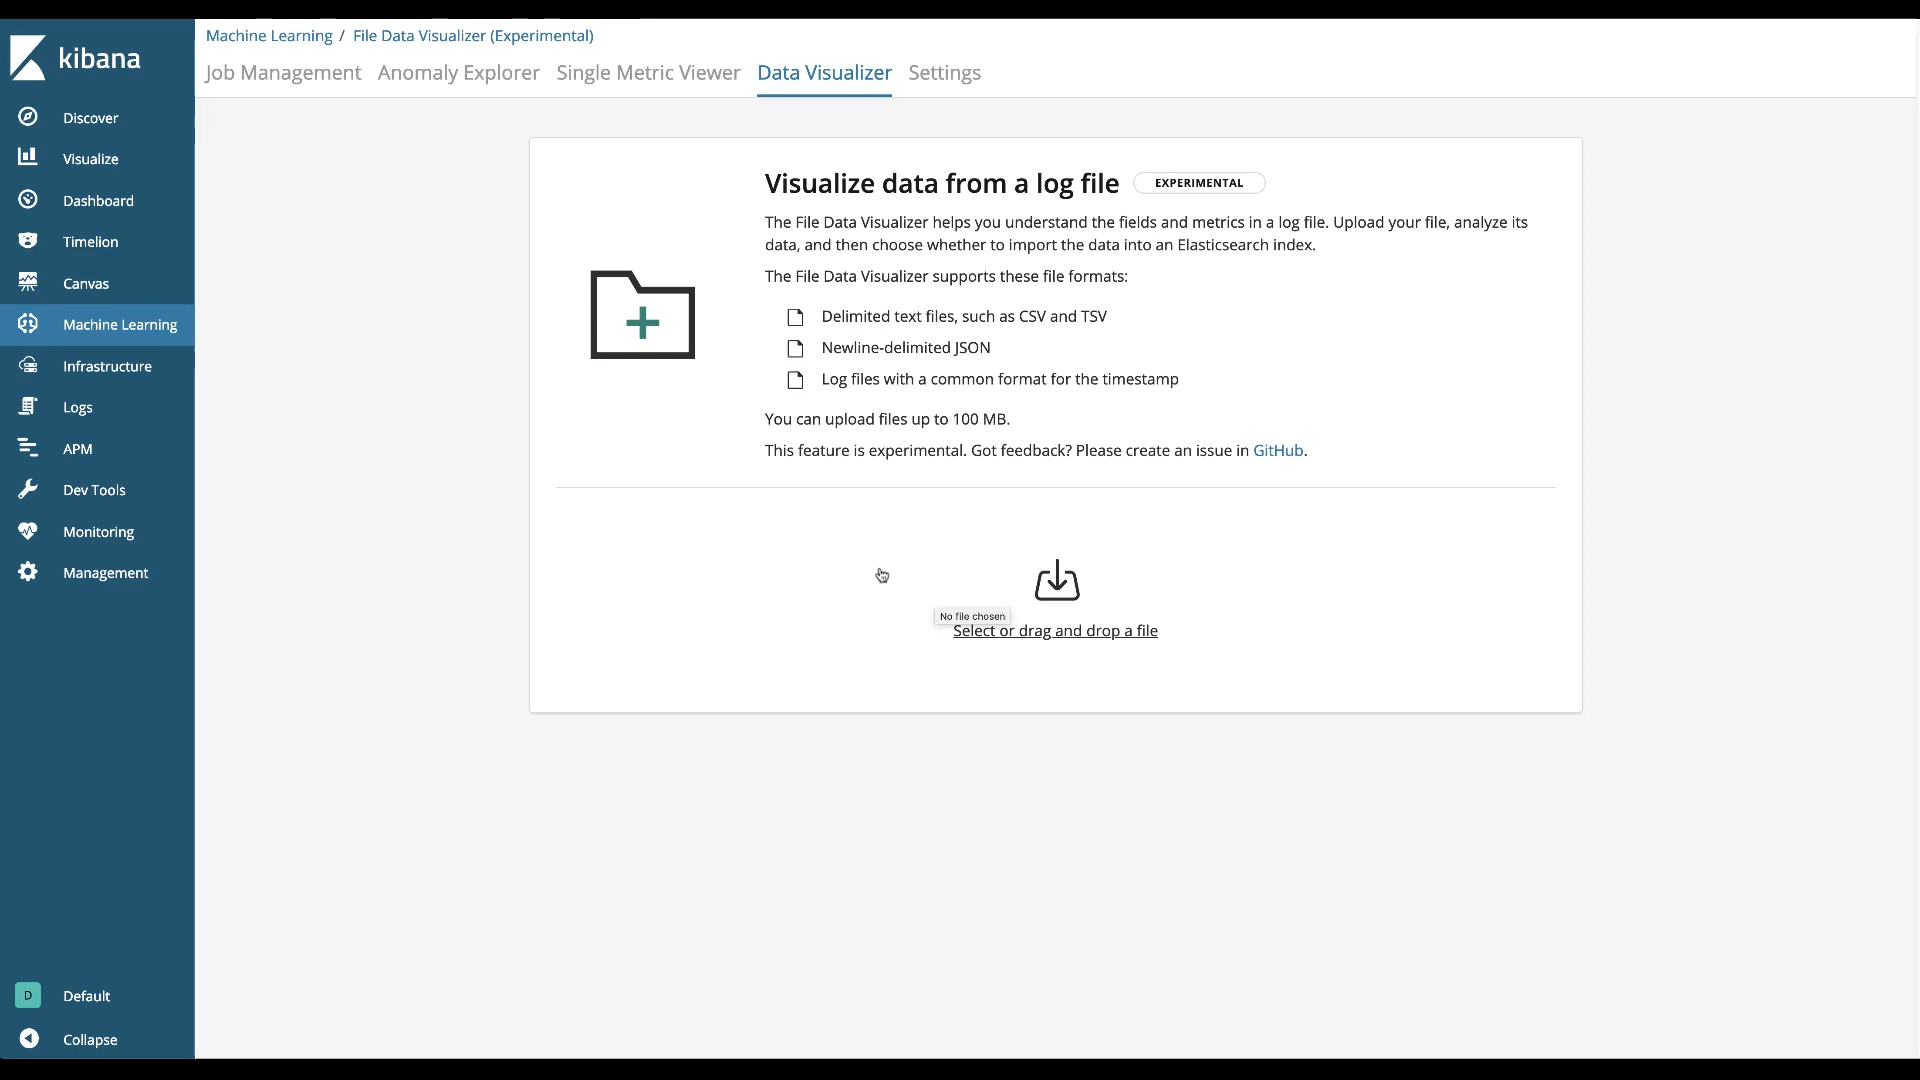 kibana
Discover
Visualize
Dashboard
Timelion
Canvas
Machine Learning
Infrastructure
Logs
APM
Dev Tools
Monitoring
Management
D Default
Collapse
Machine Learning / File Data Visualizer (Experimental)
Job Management Anomaly Explorer Single Metric Viewer Data Visualizer Settings
Visualize data from a log file EXPERIMENTAL
The File Data Visualizer helps you understand the fields and metrics in a log file. Upload your file, analyze its
data, and then choose whether to import the data into an Elasticsearch index.
The File Data Visualizer supports these file formats:
Delimited text files, such as CSV and TSV
Newline-delimited JSON
Log files with a common format for the timestamp
You can upload files up to 100 MB.
This feature is experimental. Got feedback? Please create an issue in GitHub.
No file chosen
Select or drag and drop a file